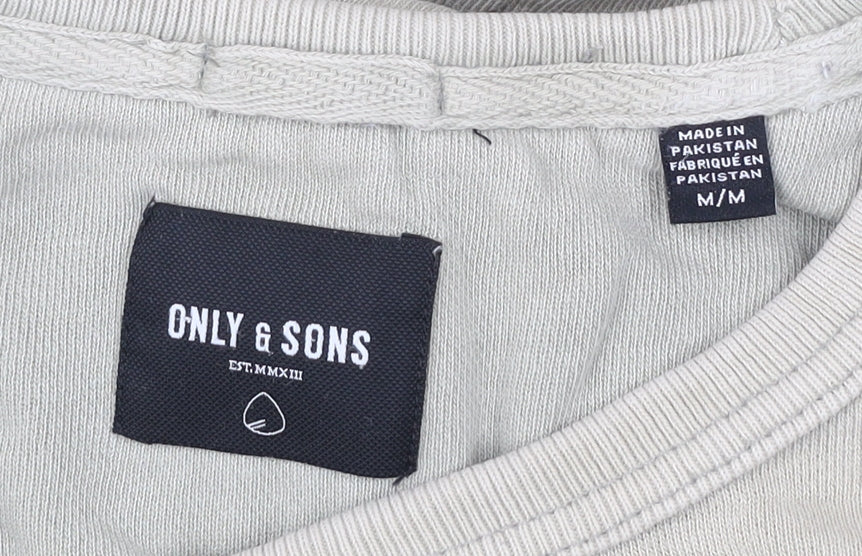 ONLY & SONS
EST. MMXIII
MADE IN
PAKISTAN
FABRIQUÉ EN
PAKISTAN
M/M